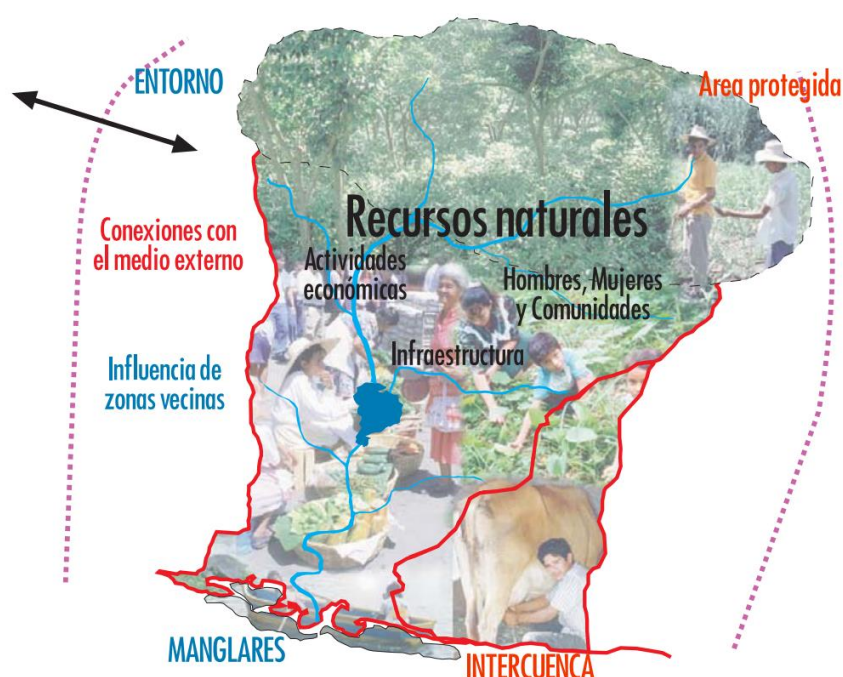 ENTORNO
Area protegida
Recursos naturales
Conexiones con
el medio externo
Actividades
económicas
Hombres, Mujeres
y Comunidades
Infraestructura
Influencia de
zonas vecinas
MANGLARES
INTERCUENCA